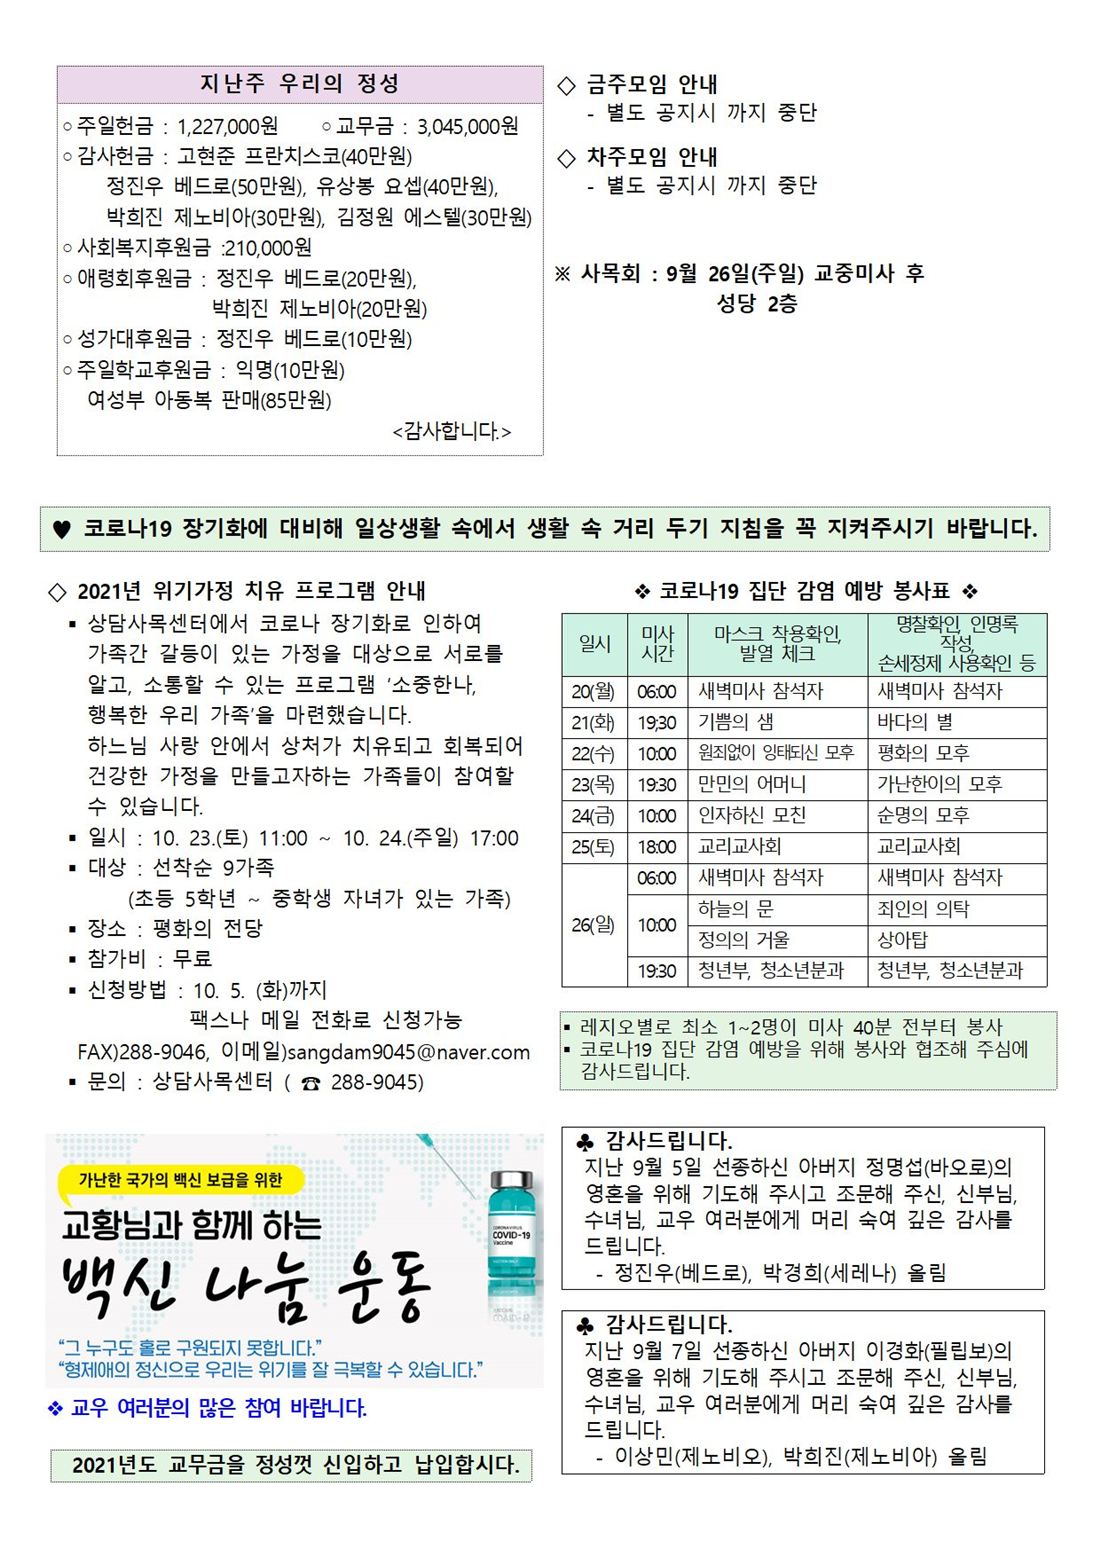 지난주 우리의 정성
○ 주일헌금 : 1,227,000원 ○ 교무금 : 3,045,000원
○ 감사헌금 : 고현준 프란치스코(40만원)
정진우 베드로(50만원), 유상봉 요셉(40만원),
박희진 제노비아(30만원), 김정원 에스텔(30만원)
○ 사회복지후원금 :210,000원
○ 애령회후원금 : 정진우 베드로(20만원),
박희진 제노비아(20만원)
○ 성가대후원금 : 정진우 베드로(10만원)
○ 주일학교후원금 : 익명(10만원)
여성부 아동복 판매(85만원)
<감사합니다.>
◇ 금주모임 안내
- 별도 공지시 까지 중단
◇ 차주모임 안내
- 별도 공지시 까지 중단
※ 사목회 : 9월 26일(주일) 교중미사 후
성당 2층
♥ 코로나19 장기화에 대비해 일상생활 속에서 생활 속 거리 두기 지침을 꼭 지켜주시기 바랍니다.
◇ 2021년 위기가정 치유 프로그램 안내
▪ 상담사목센터에서 코로나 장기화로 인하여
가족간 갈등이 있는 가정을 대상으로 서로를
알고, 소통할 수 있는 프로그램 '소중한나,
행복한 우리 가족'을 마련했습니다.
하느님 사랑 안에서 상처가 치유되고 회복되어
건강한 가정을 만들고자하는 가족들이 참여할
수 있습니다.
▪ 일시 : 10. 23.(토) 11:00 ~ 10. 24.(주일) 17:00
▪ 대상 : 선착순 9가족
(초등 5학년 ~ 중학생 자녀가 있는 가족)
▪ 장소 : 평화의 전당
▪ 참가비 : 무료
▪ 신청방법 : 10. 5. (화)까지
팩스나 메일 전화로 신청가능
FAX)288-9046, 이메일)sangdam9045@naver.com
▪ 문의 : 상담사목센터 ( ☎ 288-9045)
❖ 코로나19 집단 감염 예방 봉사표 ❖
일시 미사 시간 마스크 착용확인, 발열 체크 명찰확인, 인명록 작성, 손세정제 사용확인 등
20(월) 06:00 새벽미사 참석자 새벽미사 참석자
21(화) 19;30 기쁨의 샘 바다의 별
22(수) 10:00 원죄없이 잉태되신 모후 평화의 모후
23(목) 19:30 만민의 어머니 가난한이의 모후
24(금) 10:00 인자하신 모친 순명의 모후
25(토) 18:00 교리교사회 교리교사회
26(일) 06:00 새벽미사 참석자 새벽미사 참석자
10:00 하늘의 문 죄인의 의탁
정의의 거울 상아탑
19:30 청년부, 청소년분과 청년부, 청소년분과
▪ 레지오별로 최소 1~2명이 미사 40분 전부터 봉사
▪ 코로나19 집단 감염 예방을 위해 봉사와 협조해 주심에
감사드립니다.
가난한 국가의 백신 보급을 위한
교황님과 함께 하는
백신 나눔 운동
"그 누구도 홀로 구원되지 못합니다."
"형제애의 정신으로 우리는 위기를 잘 극복할 수 있습니다."
CORONAVIRUS
COVID-19
Vaccine
❖ 교우 여러분의 많은 참여 바랍니다.
2021년도 교무금을 정성껏 신입하고 납입합시다.
♣ 감사드립니다.
지난 9월 5일 선종하신 아버지 정명섭(바오로)의
영혼을 위해 기도해 주시고 조문해 주신, 신부님,
수녀님, 교우 여러분에게 머리 숙여 깊은 감사를
드립니다.
- 정진우(베드로), 박경희(세레나) 올림
♣ 감사드립니다.
지난 9월 7일 선종하신 아버지 이경화(필립보)의
영혼을 위해 기도해 주시고 조문해 주신, 신부님,
수녀님, 교우 여러분에게 머리 숙여 깊은 감사를
드립니다.
- 이상민(제노비오), 박희진(제노비아) 올림